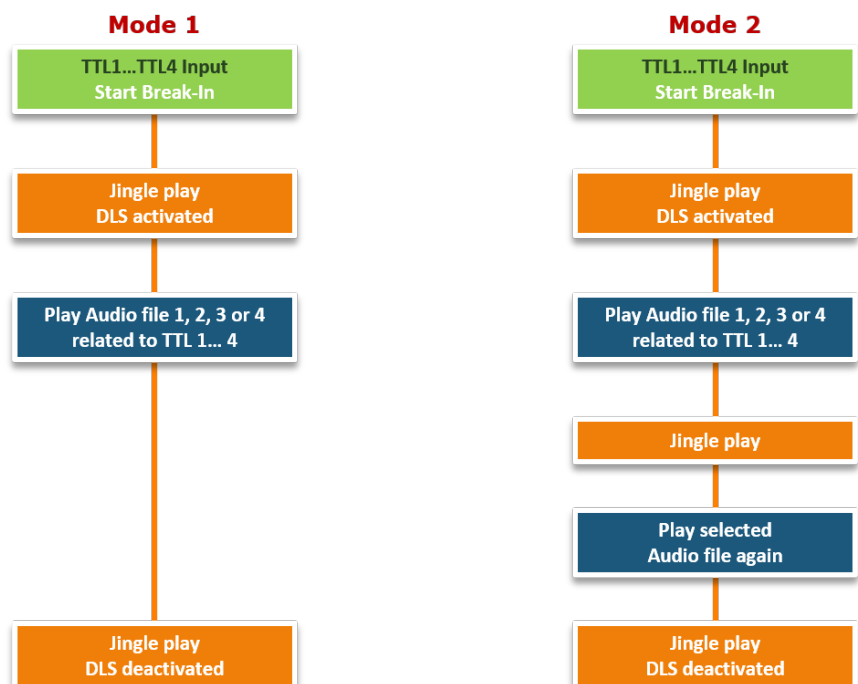 Mode 1
TTL1...TTL4 Input
Start Break-In
Jingle play
DLS activated
Play Audio file 1, 2, 3 or 4
related to TTL 1... 4
Jingle play
DLS deactivated
Mode 2
TTL1...TTL4 Input
Start Break-In
Jingle play
DLS activated
Play Audio file 1, 2, 3 or 4
related to TTL 1... 4
Jingle play
Play selected
Audio file again
Jingle play
DLS deactivated